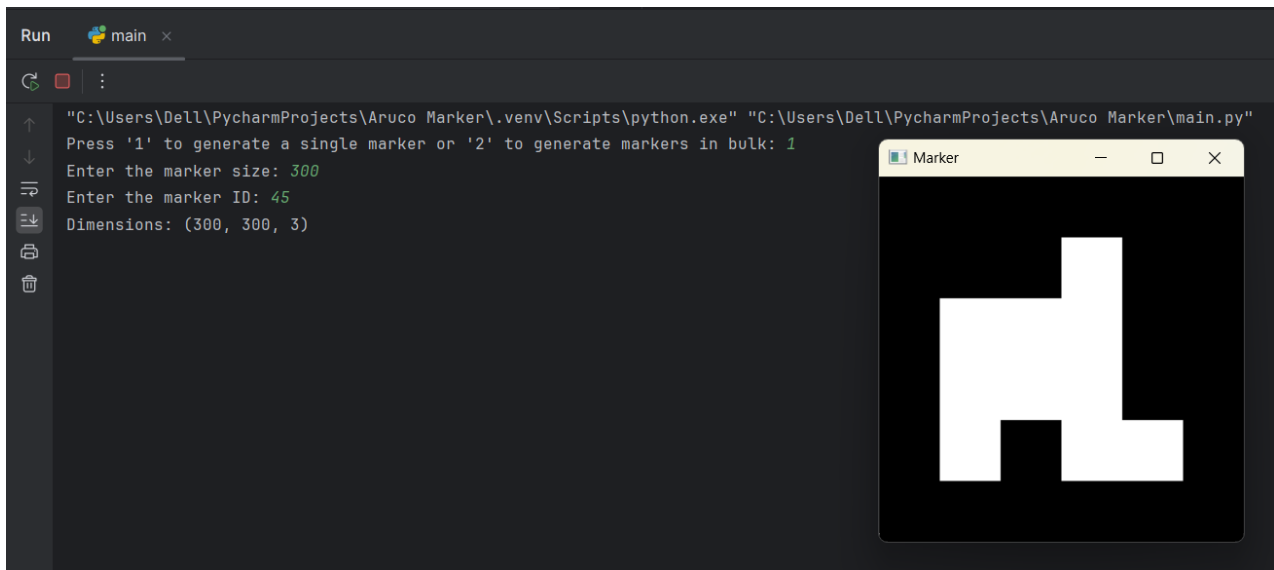 Run main
"C:\Users\Dell\PycharmProjects\Aruco Marker\.venv\Scripts\python.exe" "C:\Users\Dell\PycharmProjects\Aruco Marker\main.py"
Press '1' to generate a single marker or '2' to generate markers in bulk: 1
Enter the marker size: 300
Enter the marker ID: 45
Dimensions: (300, 300, 3)
Marker